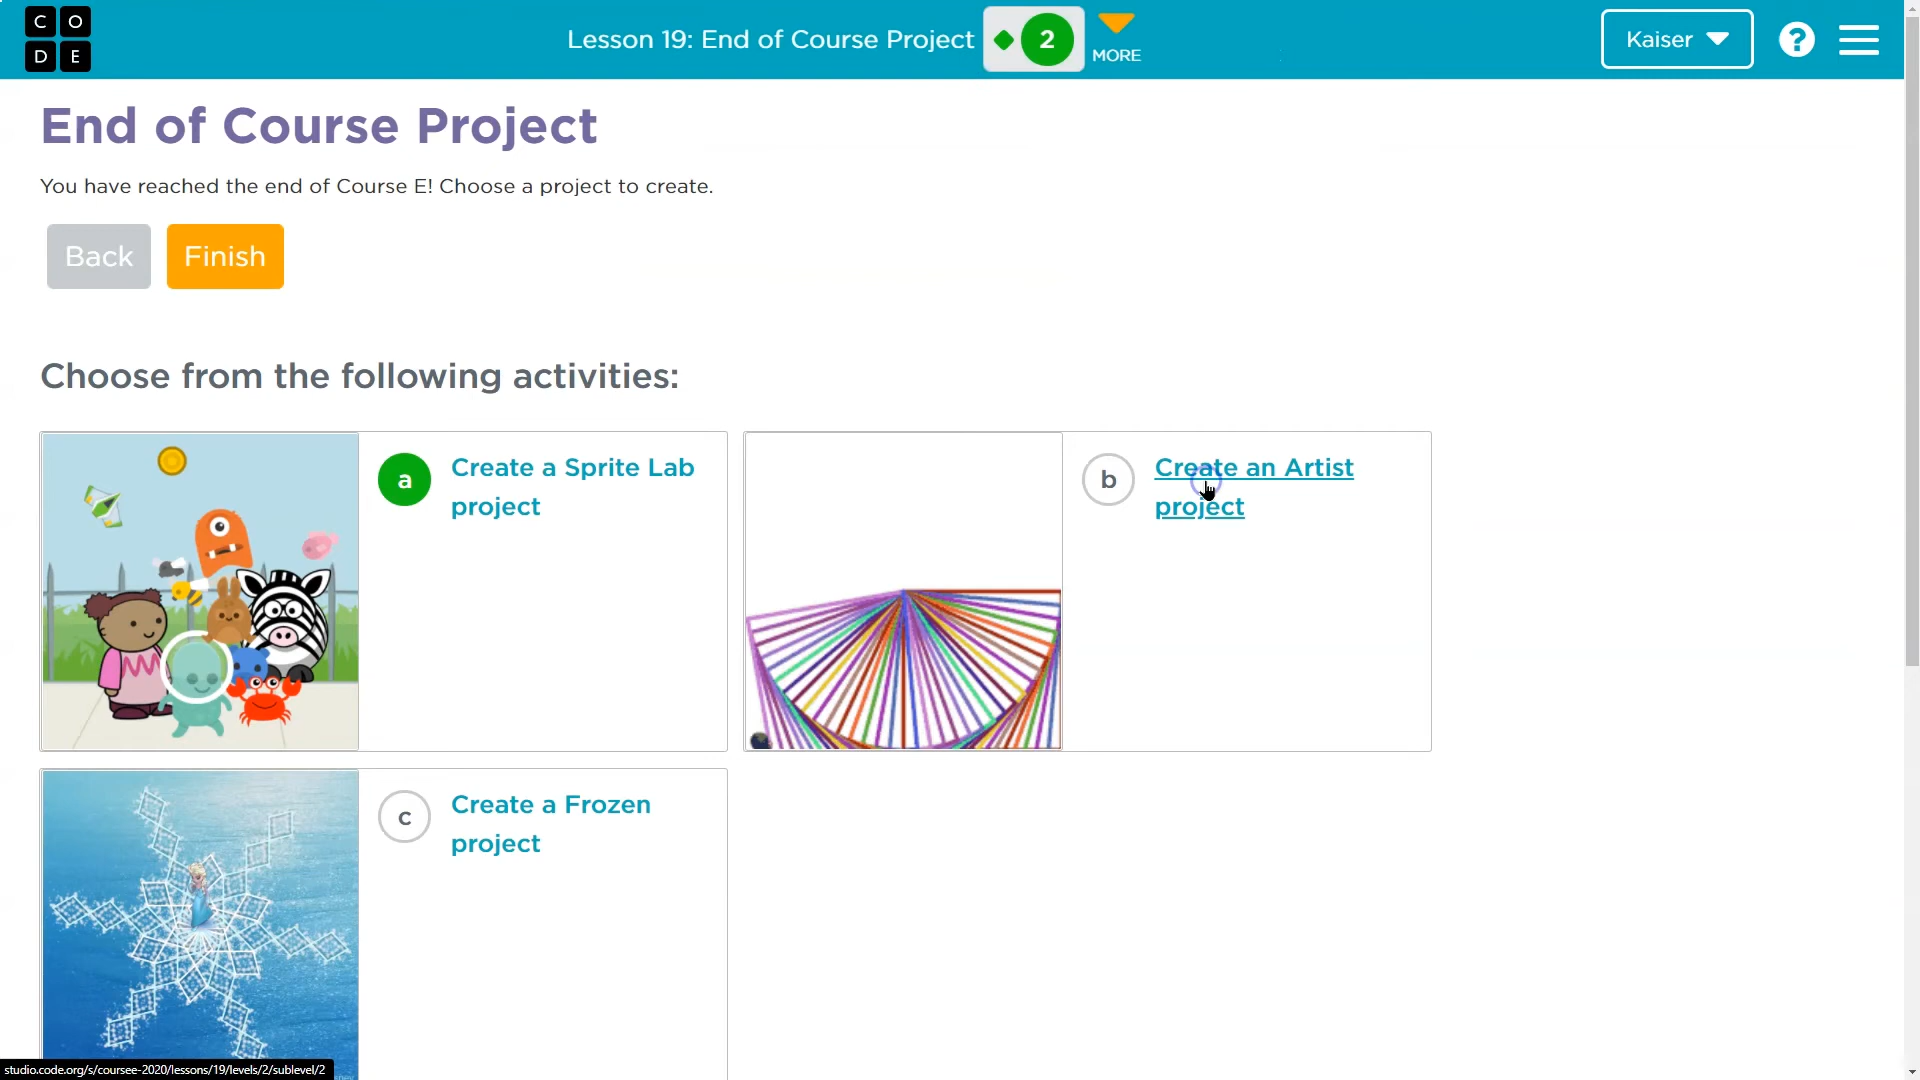 C O
D E
Lesson 19: End of Course Project
2
MORE
Kaiser
?
End of Course Project
You have reached the end of Course E! Choose a project to create.
Back
Finish
Choose from the following activities:
a
Create a Sprite Lab
project
b
Create an Artist
project
c
Create a Frozen
project
studio.code.org/s/coursee-2020/lessons/19/levels/2/sublevel/2